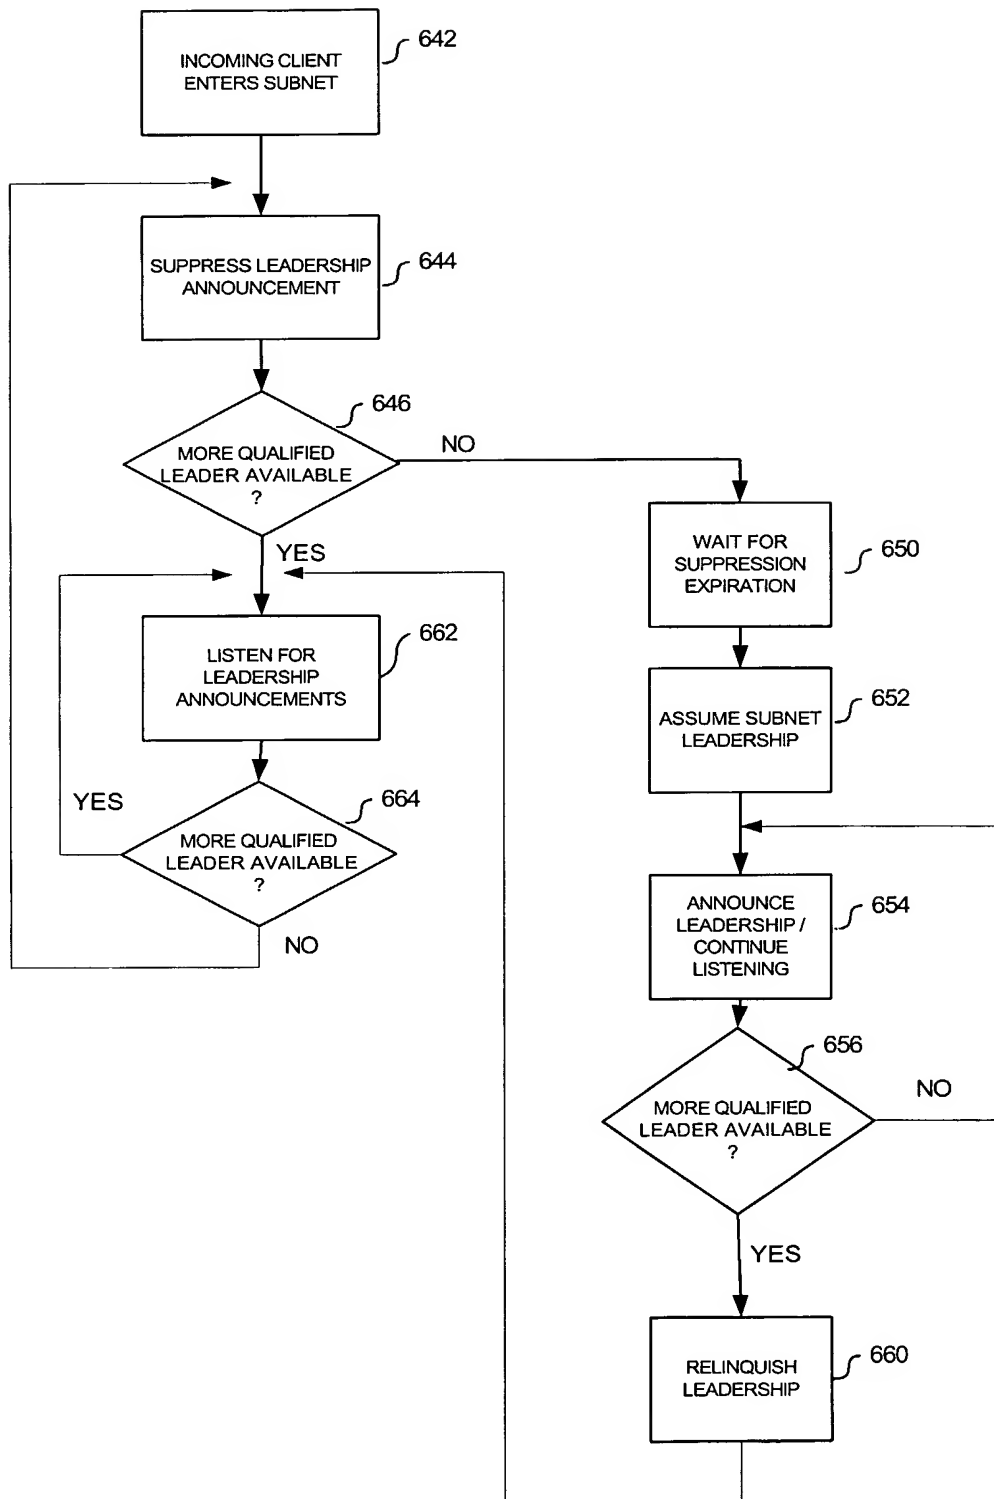 INCOMING CLIENT
ENTERS SUBNET
642
SUPPRESS LEADERSHIP
ANNOUNCEMENT
644
MORE QUALIFIED
LEADER AVAILABLE
?
646
NO
YES
WAIT FOR
SUPPRESSION
EXPIRATION
650
LISTEN FOR
LEADERSHIP
ANNOUNCEMENTS
662
ASSUME SUBNET
LEADERSHIP
652
MORE QUALIFIED
LEADER AVAILABLE
?
664
YES
NO
ANNOUNCE
LEADERSHIP /
CONTINUE
LISTENING
654
MORE QUALIFIED
LEADER AVAILABLE
?
656
NO
YES
RELINQUISH
LEADERSHIP
660